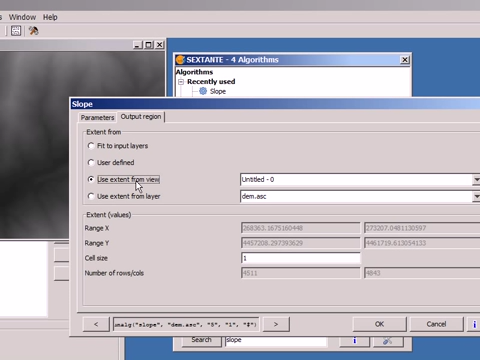 Window Help
SEXTANTE - 4 Algorithms
Algorithms
Recently used
Slope
Slope
Parameters Output region
Extent from
Fit to input layers
User defined
Use extent from view Untitled - 0
Use extent from layer dem.asc
Extent (values)
Range X 268363.1675160448 273207.0481130597
Range Y 4457208.297393629 4461719.613054133
Cell size 1
Number of rows/cols 4511 4843
< "slope", "dem.asc", "5", "1", "#") > OK Cancel i
Search slope i